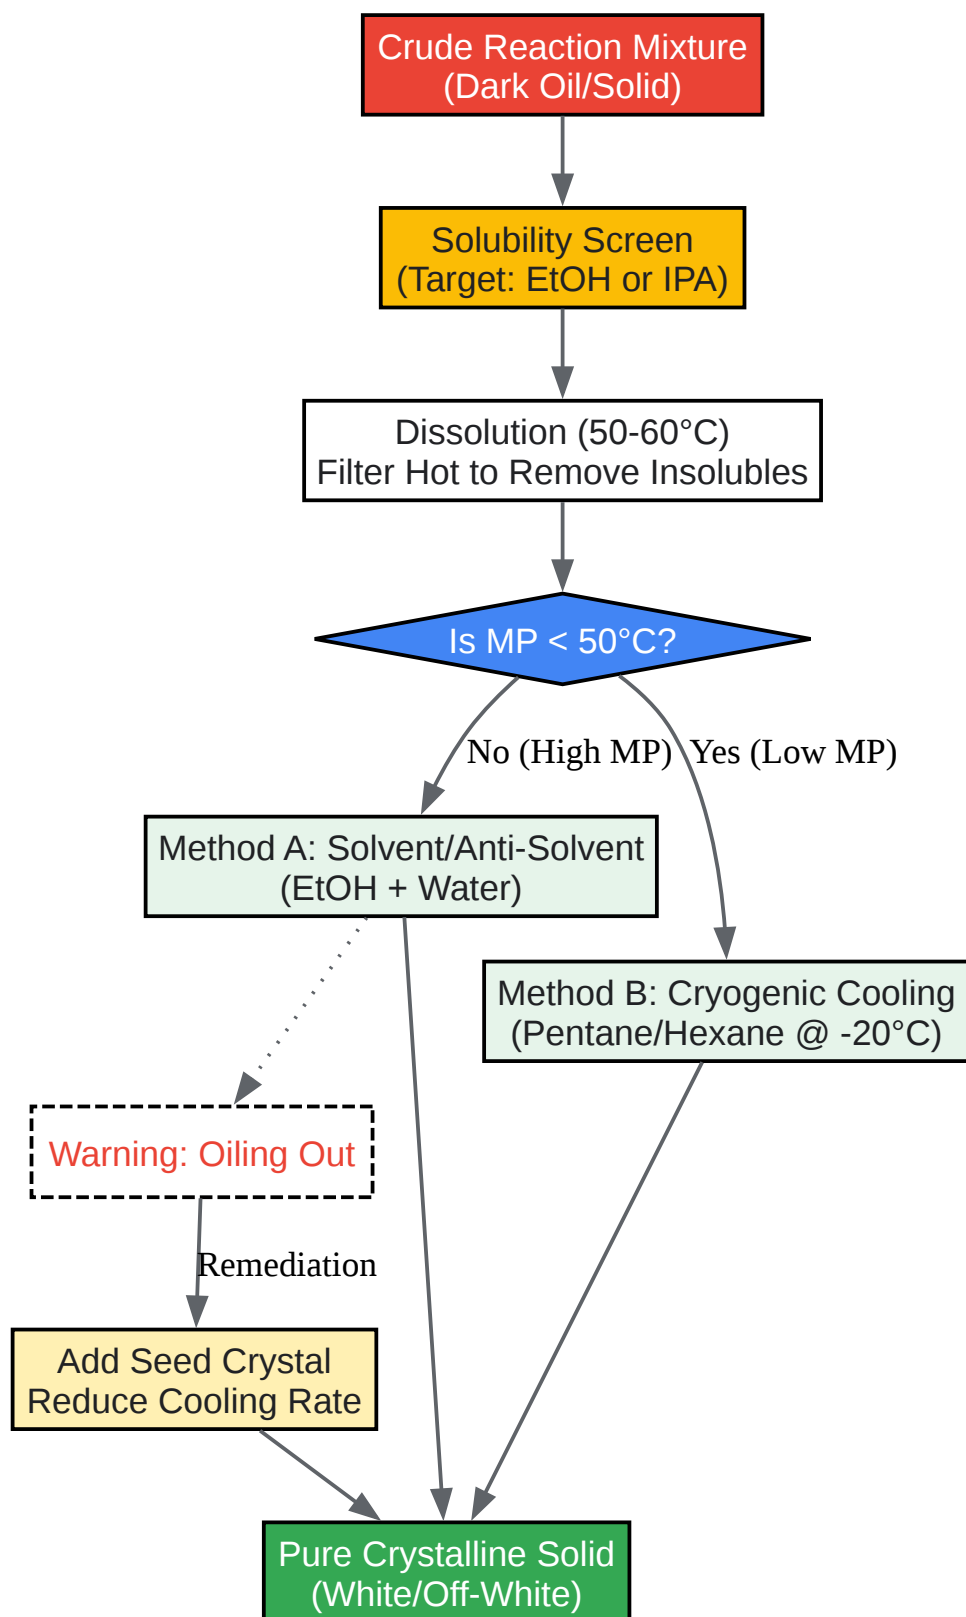 Crude Reaction Mixture
(Dark Oil/Solid)
Solubility Screen
(Target: EtOH or IPA)
Dissolution (50-60°C)
Filter Hot to Remove Insolubles
Is MP < 50°C?
No (High MP)
Yes (Low MP)
Method A: Solvent/Anti-Solvent
(EtOH + Water)
Method B: Cryogenic Cooling
(Pentane/Hexane @ -20°C)
Warning: Oiling Out
Remediation
Add Seed Crystal
Reduce Cooling Rate
Pure Crystalline Solid
(White/Off-White)